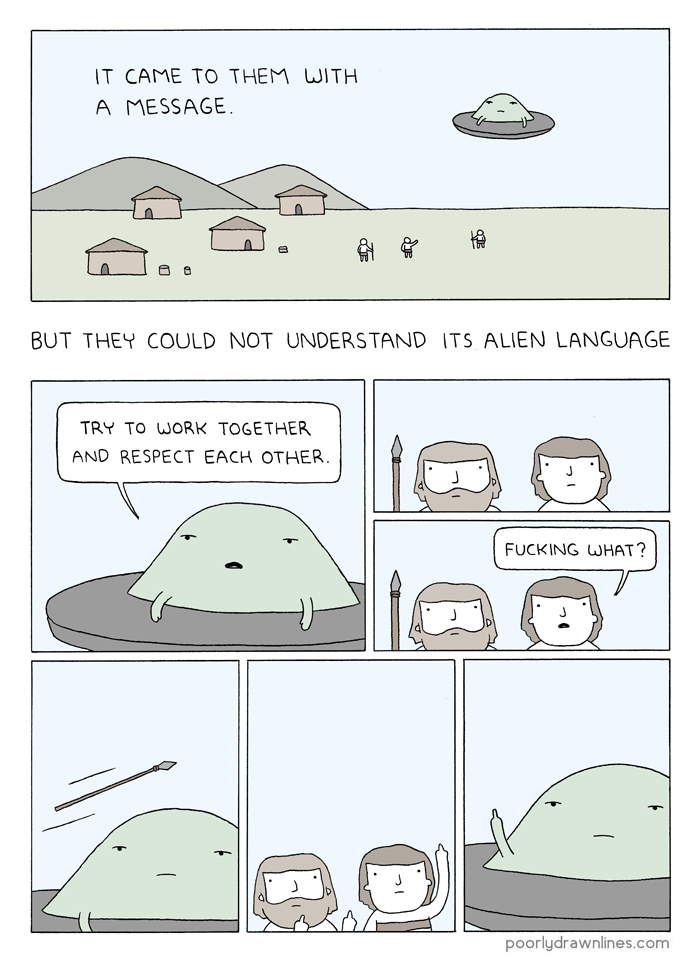 IT CAME TO THEM WITH
A MESSAGE.
BUT THEY COULD NOT UNDERSTAND ITS ALIEN LANGUAGE
TRY TO WORK TOGETHER
AND RESPECT EACH OTHER.
FUCKING WHAT?
poorlydrawnlines.com